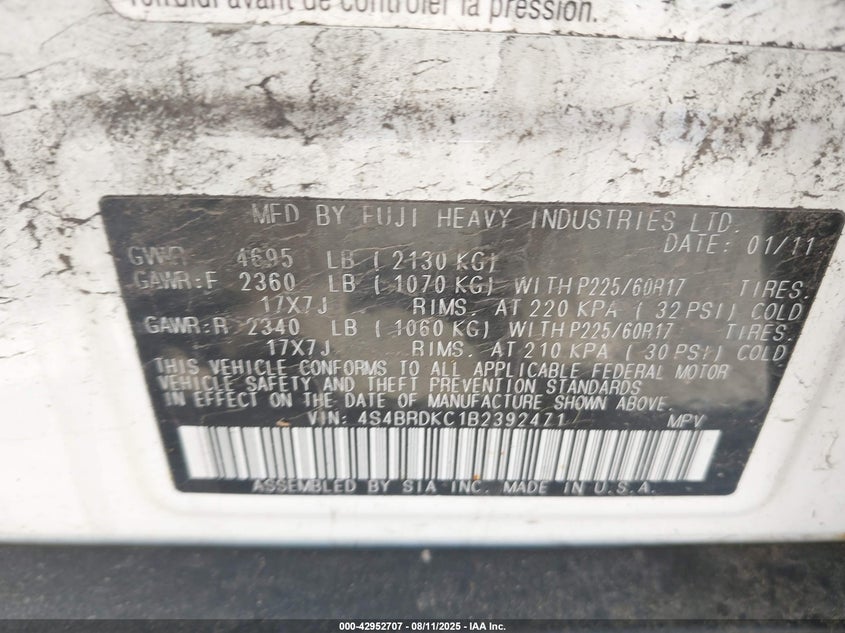 avant de contrôler la pression.
MFD BY FUJI HEAVY INDUSTRIES LTD.
DATE: 01/11
GVWR 4695 LB ( 2130 KG)
GAWR:F 2360 LB ( 1070 KG) WITH P225/60R17 TIRES.
17X7J RIMS. AT 220 KPA ( 32 PSI) COLD
GAWR:R 2340 LB ( 1060 KG) WITH P225/60R17 TIRES.
17X7J RIMS. AT 210 KPA ( 30 PSI) COLD
THIS VEHICLE CONFORMS TO ALL APPLICABLE FEDERAL MOTOR
VEHICLE SAFETY AND THEFT PREVENTION STANDARDS
IN EFFECT ON THE DATE OF MANUFACTURE SHOWN ABOVE.
VIN: 4S4BRDKC1B2392471 MPV
ASSEMBLED BY SIA INC. MADE IN U.S.A.
000-42952707 - 08/11/2025 - IAA Inc.